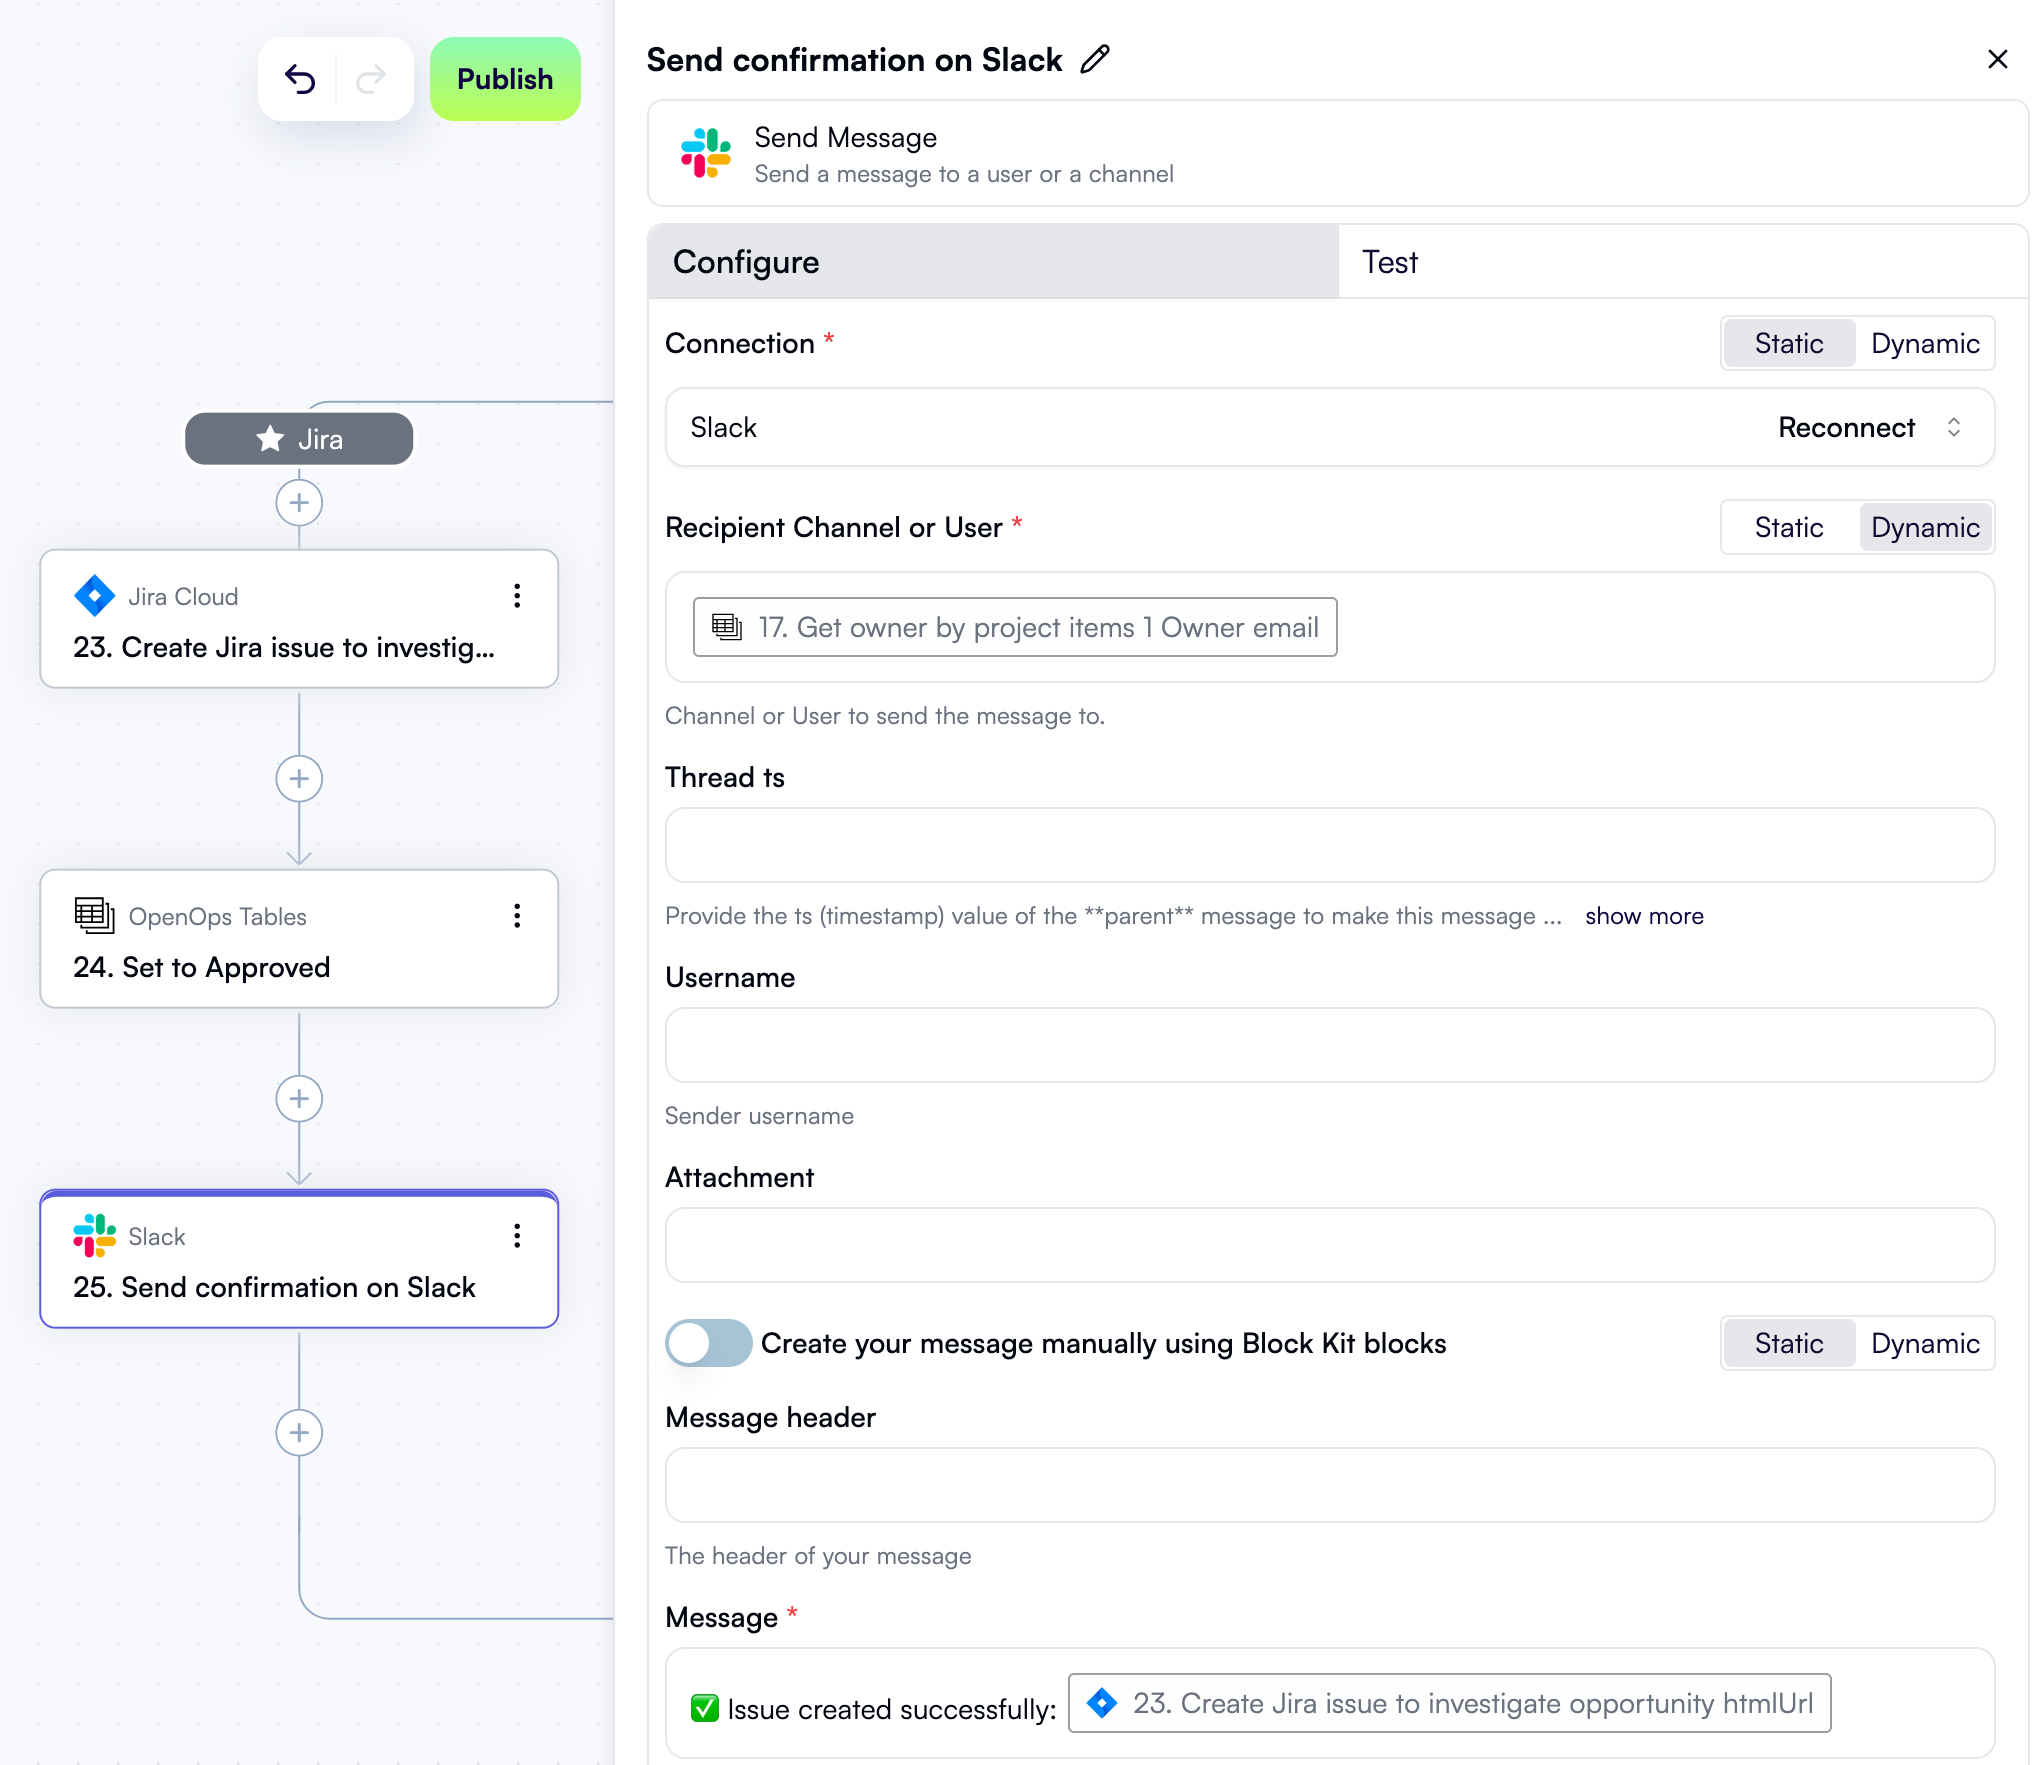 Publish
Jira
Jira Cloud
23. Create Jira issue to investig...
OpenOps Tables
24. Set to Approved
Slack
25. Send confirmation on Slack
Send confirmation on Slack
Send Message
Send a message to a user or a channel
Configure
Test
Connection *
Static
Dynamic
Slack
Reconnect
Recipient Channel or User *
Static
Dynamic
17. Get owner by project items 1 Owner email
Channel or User to send the message to.
Thread ts
Provide the ts (timestamp) value of the **parent** message to make this message ... show more
Username
Sender username
Attachment
Create your message manually using Block Kit blocks
Static
Dynamic
Message header
The header of your message
Message *
✅ Issue created successfully: 23. Create Jira issue to investigate opportunity htmlUrl